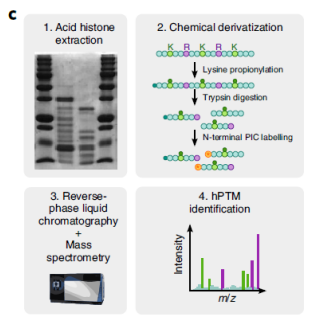 c
1. Acid histone
extraction
2. Chemical derivatization
K R K R K
Lysine propionylation
Trypsin digestion
N-terminal PIC labelling
3. Reverse-
phase liquid
chromatography
+
Mass
spectrometry
4. hPTM
identification
Intensity
m/z